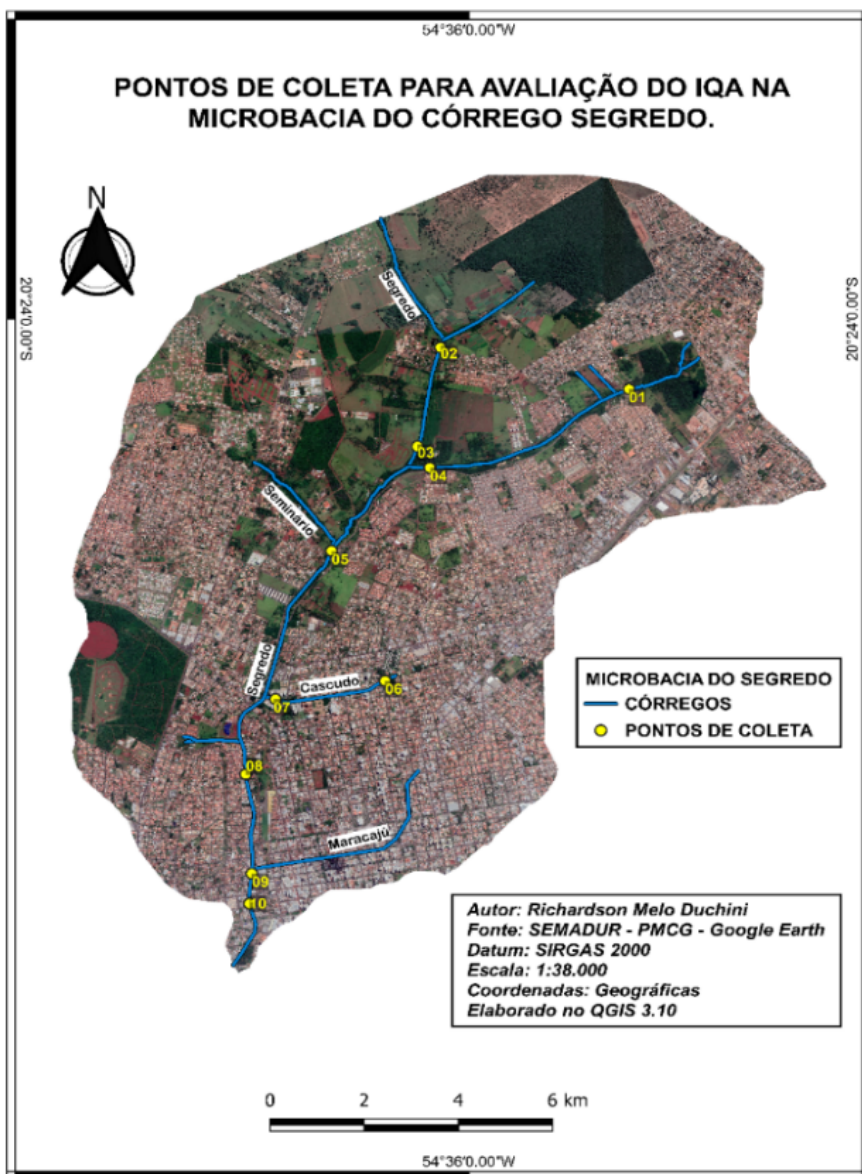 54°36'0.00"W
PONTOS DE COLETA PARA AVALIAÇÃO DO IQA NA
MICROBACIA DO CÓRREGO SEGREDO.
N
20°24'0.00"S
20°24'0.00"S
Segredo
02
01
03
04
Seminário
05
Segredo
Cascudo
06
07
08
Maracajú
09
10
MICROBACIA DO SEGREDO
CÓRREGOS
PONTOS DE COLETA
Autor: Richardson Melo Duchini
Fonte: SEMADUR - PMCG - Google Earth
Datum: SIRGAS 2000
Escala: 1:38.000
Coordenadas: Geográficas
Elaborado no QGIS 3.10
0 2 4 6 km
54°36'0.00"W